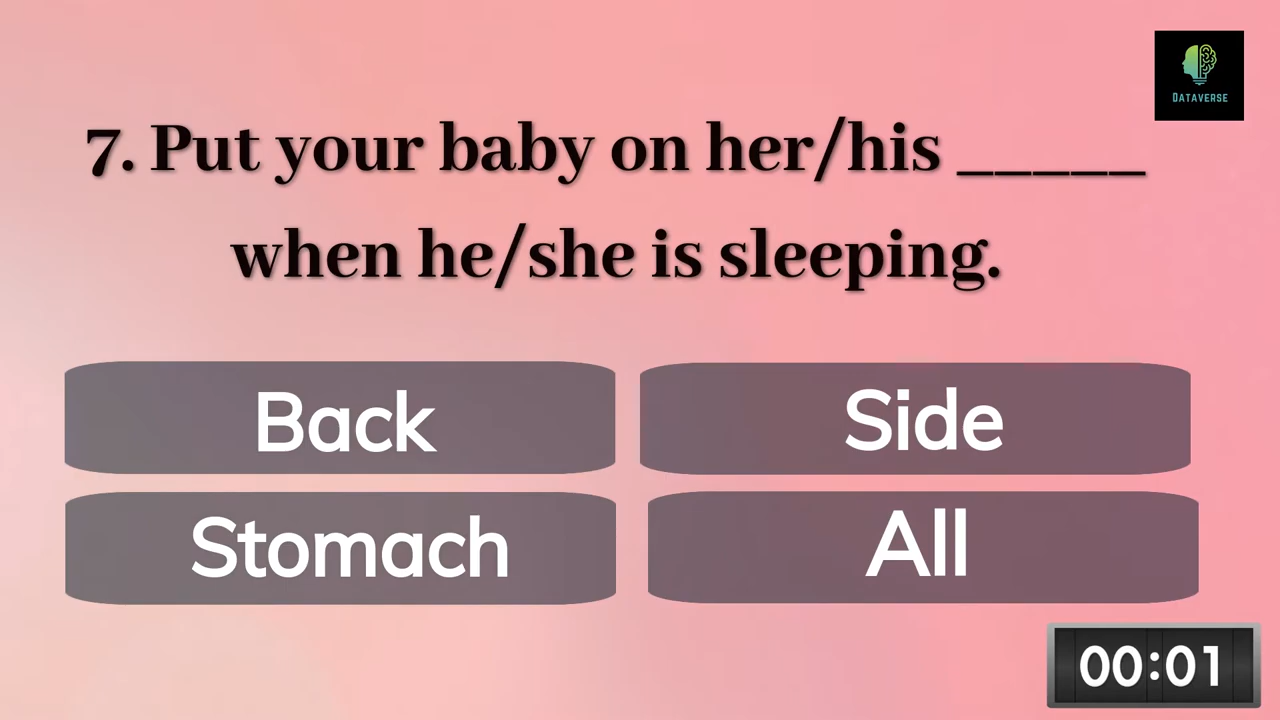 DATAVERSE
7. Put your baby on her/his _____
when he/she is sleeping.
Back
Side
Stomach
All
00:01